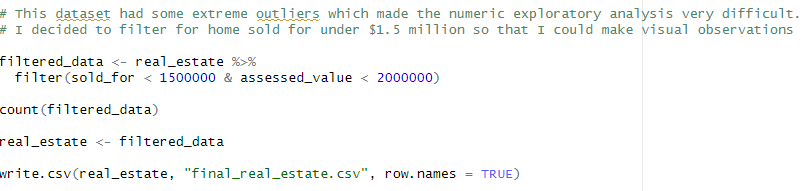 # This dataset had some extreme outliers which made the numeric exploratory analysis very difficult.
# I decided to filter for home sold for under $1.5 million so that I could make visual observations
filtered_data <- real_estate %>%
  filter(sold_for < 1500000 & assessed_value < 2000000)
count(filtered_data)
real_estate <- filtered_data
write.csv(real_estate, "final_real_estate.csv", row.names = TRUE)